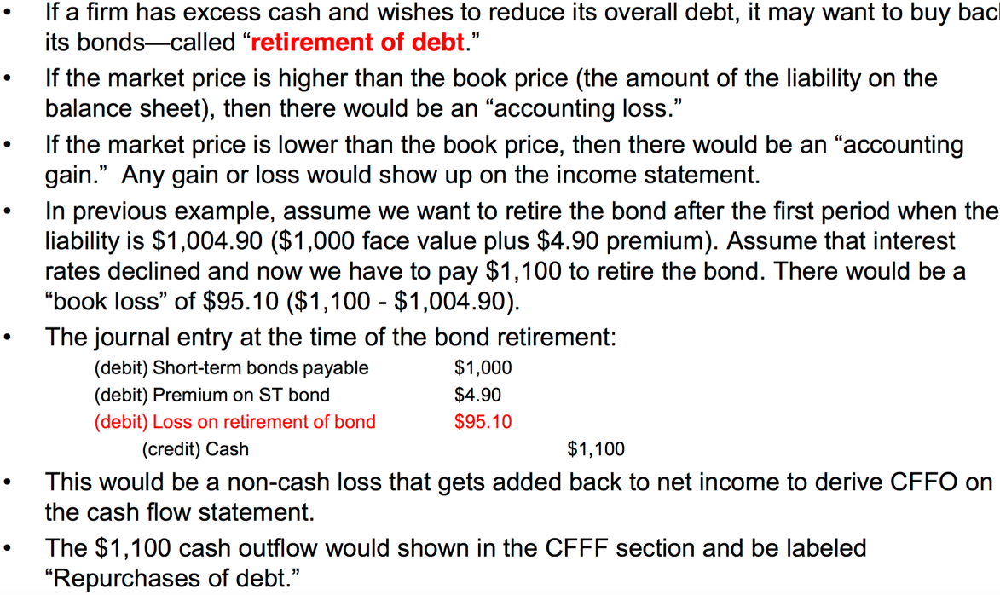 • If a firm has excess cash and wishes to reduce its overall debt, it may want to buy
its bonds—called “retirement of debt.”
• If the market price is higher than the book price (the amount of the liability on the
balance sheet), then there would be an “accounting loss.”
• If the market price is lower than the book price, then there would be an “accounting
gain.”  Any gain or loss would show up on the income statement.
• In previous example, assume we want to retire the bond after the first period when the
liability is $1,004.90 ($1,000 face value plus $4.90 premium). Assume that interest
rates declined and now we have to pay $1,100 to retire the bond. There would be a
“book loss” of $95.10 ($1,100 - $1,004.90).
• The journal entry at the time of the bond retirement:
(debit) Short-term bonds payable $1,000
(debit) Premium on ST bond $4.90
(debit) Loss on retirement of bond $95.10
(credit) Cash $1,100
• This would be a non-cash loss that gets added back to net income to derive CFFO on
the cash flow statement.
• The $1,100 cash outflow would shown in the CFFF section and be labeled
“Repurchases of debt.”